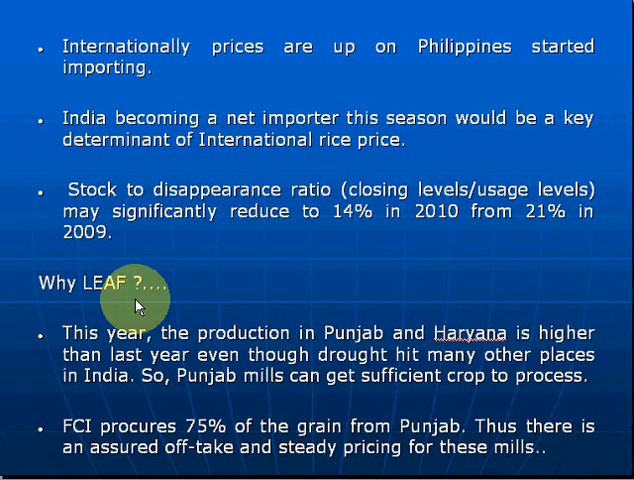 • Internationally prices are up on Philippines started
importing.
• India becoming a net importer this season would be a key
determinant of International rice price.
• Stock to disappearance ratio (closing levels/usage levels)
may significantly reduce to 14% in 2010 from 21% in
2009.
Why LEAF ?....
• This year, the production in Punjab and Haryana is higher
than last year even though drought hit many other places
in India. So, Punjab mills can get sufficient crop to process.
• FCI procures 75% of the grain from Punjab. Thus there is
an assured off-take and steady pricing for these mills..